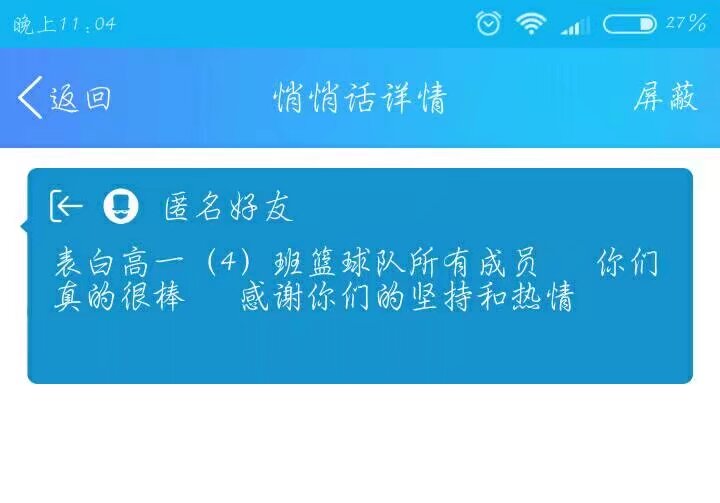 晚上11:04 27%
返回 悄悄话详情 屏蔽
匿名好友
表白高一（4）班篮球队所有成员 你们
真的很棒 感谢你们的坚持和热情